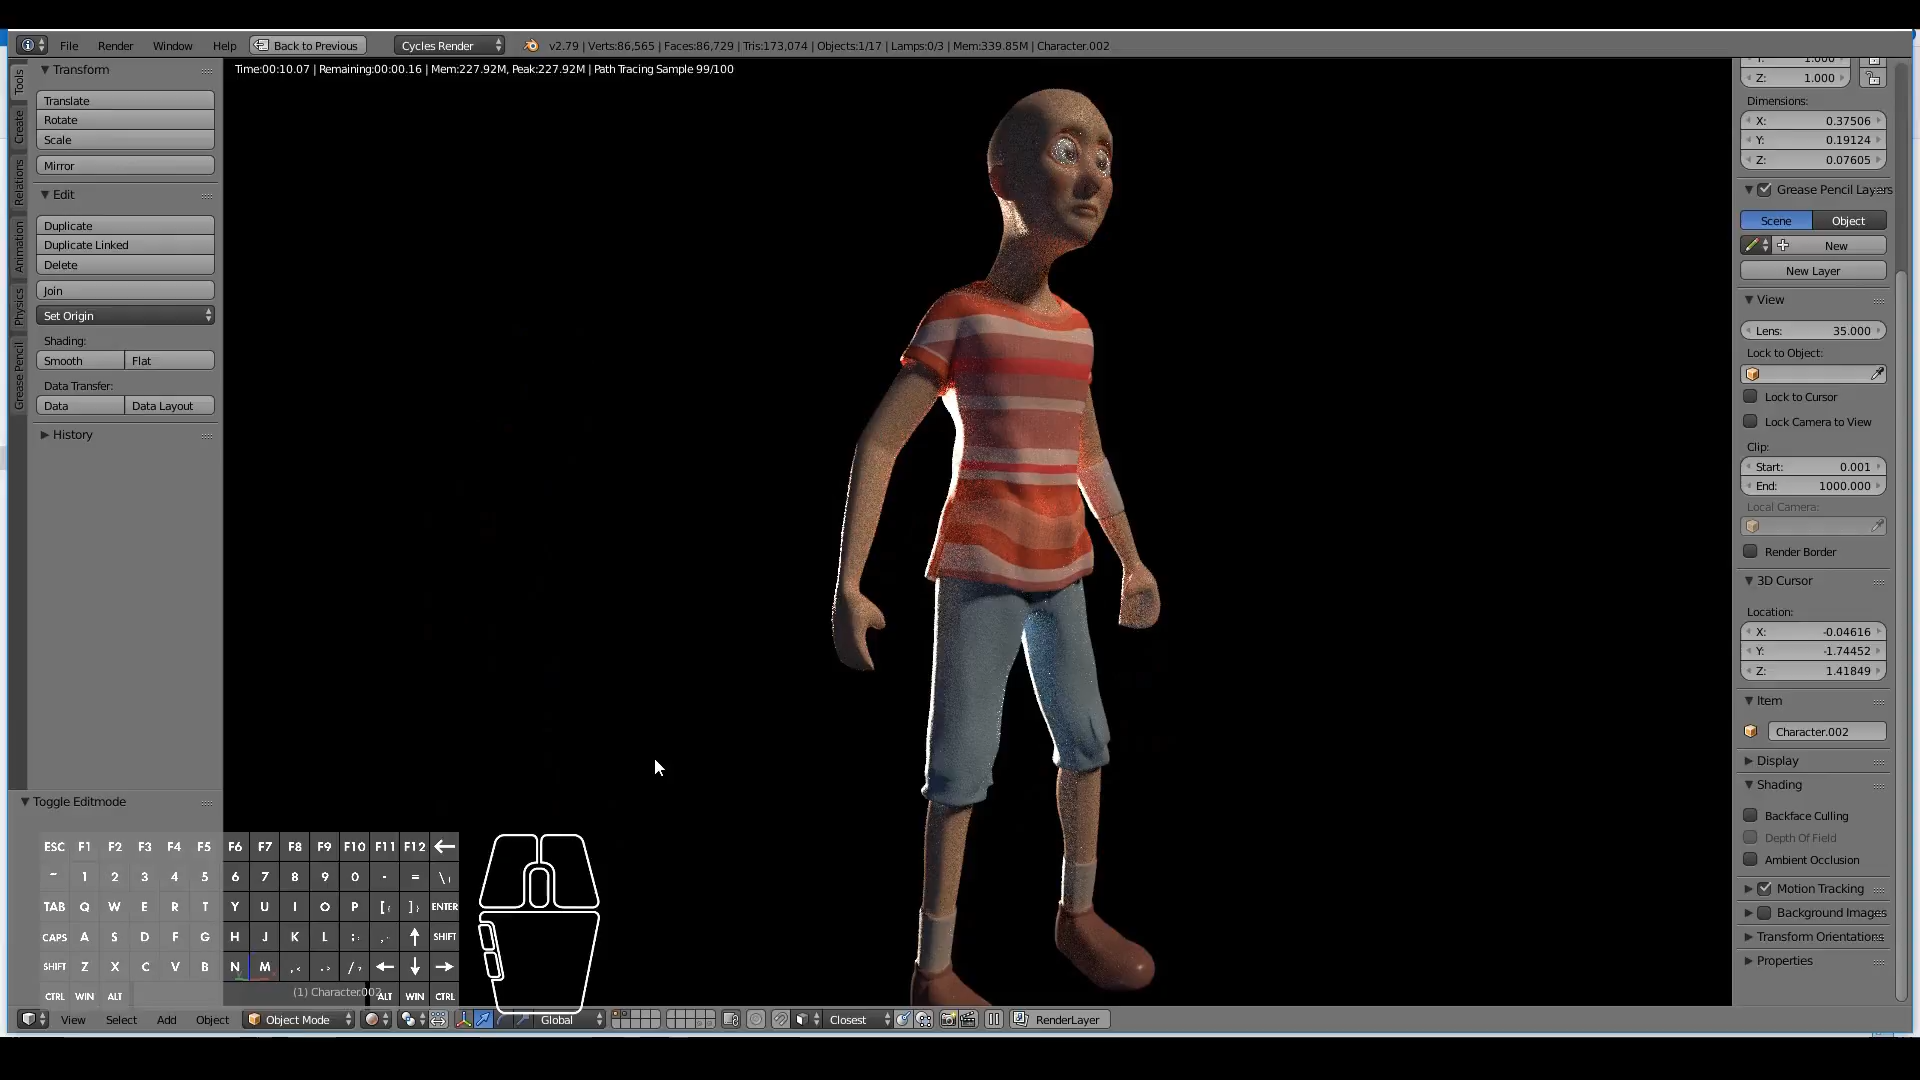 File Render Window Help Back to Previous Cycles Render v2.79 | Verts:86,565 | Faces:86,729 | Tris:173,074 | Objects:1/17 | Lamps:0/3 | Mem:339.85M | Character.002
Time:00:10.07 | Remaining:00:00.16 | Mem:227.92M, Peak:227.92M | Path Tracing Sample 99/100
Tools
Create
Relations
Animation
Physics
Grease Pencil
Transform
Translate
Rotate
Scale
Mirror
Edit
Duplicate
Duplicate Linked
Delete
Join
Set Origin
Shading:
Smooth Flat
Data Transfer:
Data Data Layout
History
Toggle Editmode
ESC F1 F2 F3 F4 F5 F6 F7 F8 F9 F10 F11 F12 ←
~ 1 2 3 4 5 6 7 8 9 0 - = \|
TAB Q W E R T Y U I O P [{ ]} ENTER
CAPS A S D F G H J K L ;: ,. ↑ SHIFT
SHIFT Z X C V B N M ,< .> /? ← ↓ →
CTRL WIN ALT ALT WIN CTRL
(1) Character.002
View Select Add Object Object Mode Global Closest RenderLayer
Y: 1.000
Z: 1.000
Dimensions:
X: 0.37506
Y: 0.19124
Z: 0.07605
Grease Pencil Layers
Scene Object
New
New Layer
View
Lens: 35.000
Lock to Object:
Lock to Cursor
Lock Camera to View
Clip:
Start: 0.001
End: 1000.000
Local Camera:
Render Border
3D Cursor
Location:
X: -0.04616
Y: -1.74452
Z: 1.41849
Item
Character.002
Display
Shading
Backface Culling
Depth Of Field
Ambient Occlusion
Motion Tracking
Background Images
Transform Orientations
Properties